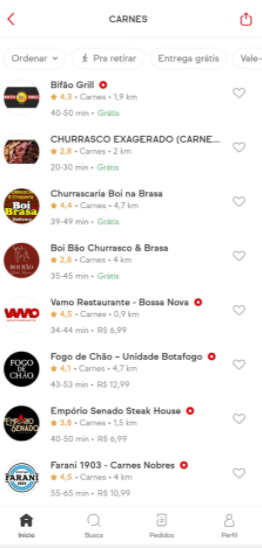 CARNES
Ordenar
Pra retirar
Entrega grátis
Vale-
Bifão Grill
4,3 • Carnes • 1,9 km
40-50 min • Grátis
CHURRASCO EXAGERADO (CARNE...
2,8 • Carnes • 2 km
20-30 min • Grátis
Churrascaria Boi na Brasa
4,4 • Carnes • 4,7 km
39-49 min • Grátis
Boi Bão Churrasco & Brasa
2,8 • Carnes • 4 km
35-45 min • Grátis
Vamo Restaurante - Bossa Nova
4,5 • Carnes • 0,9 km
34-44 min • R$ 6,99
Fogo de Chão – Unidade Botafogo
4,1 • Carnes • 4,7 km
43-53 min • R$ 12,99
Empório Senado Steak House
3,8 • Carnes • 1,5 km
40-50 min • R$ 6,99
Farani 1903 - Carnes Nobres
4,5 • Carnes • 4 km
55-65 min • R$ 10,99
Boi
Brasa
VAMO
FOGO
DE
CHÃO
EMPÓRIO
SENADO
FARANI
Início
Busca
Pedidos
Perfil